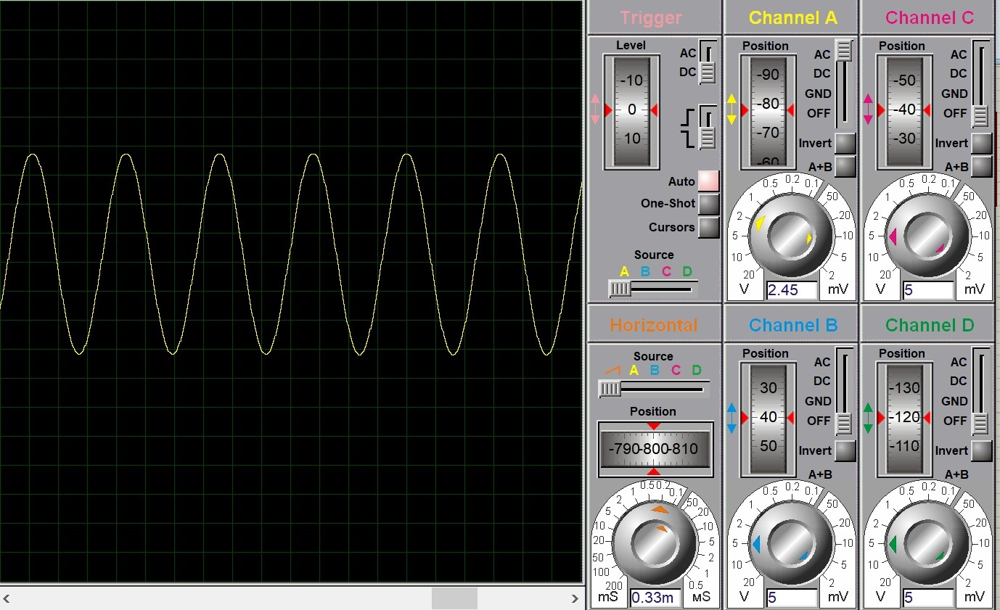 Trigger
Level
-10
0
10
AC
DC
Auto
One-Shot
Cursors
Source
A B C D
Channel A
Position
-90
-80
-70
-60
AC
DC
GND
OFF
Invert
A+B
20 10 5 2 1 0.5 0.2 0.1 50 20 10 5 2
V 2.45 mV
Channel C
Position
-50
-40
-30
AC
DC
GND
OFF
Invert
A+B
20 10 5 2 1 0.5 0.2 0.1 50 20 10 5 2
V 5 mV
Horizontal
Source
A B C D
Position
-790 -800 -810
200 100 50 20 10 5 2 1 0.5 0.2 0.1 50 20 10 5 2 1 0.5
mS 0.33m мS
Channel B
Position
30
40
50
AC
DC
GND
OFF
Invert
A+B
20 10 5 2 1 0.5 0.2 0.1 50 20 10 5 2
V 5 mV
Channel D
Position
-130
-120
-110
AC
DC
GND
OFF
Invert
A+B
20 10 5 2 1 0.5 0.2 0.1 50 20 10 5 2
V 5 mV